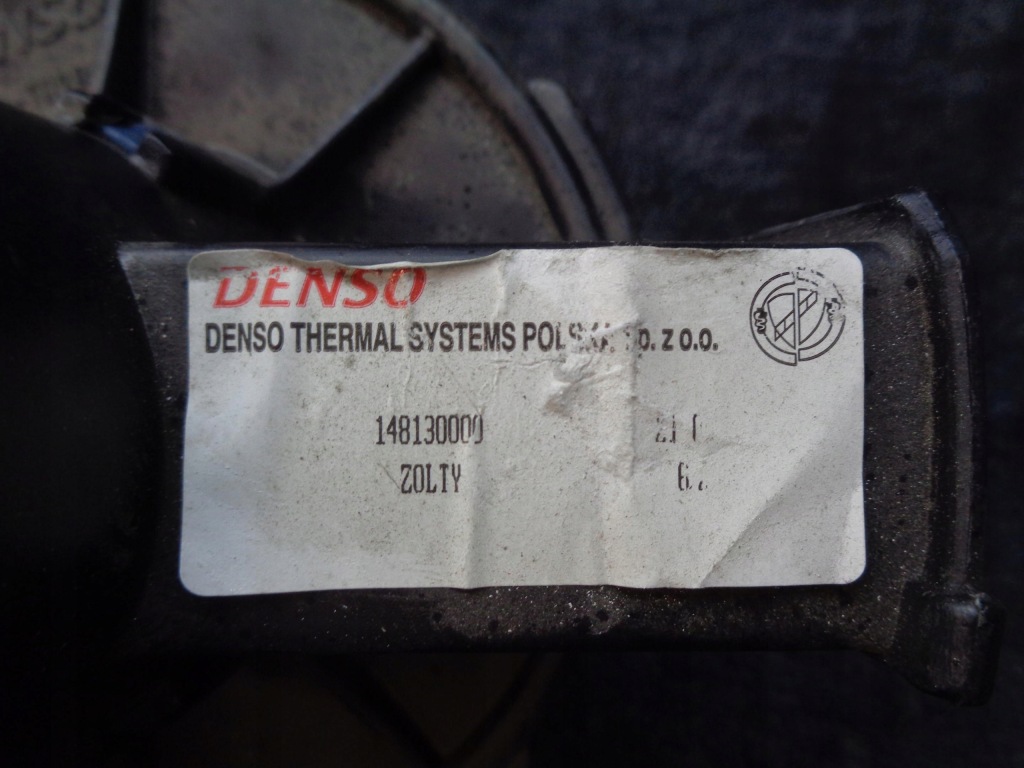 DENSO
DENSO THERMAL SYSTEMS POLSKA Sp. z o.o.
148130000
ZOLTY